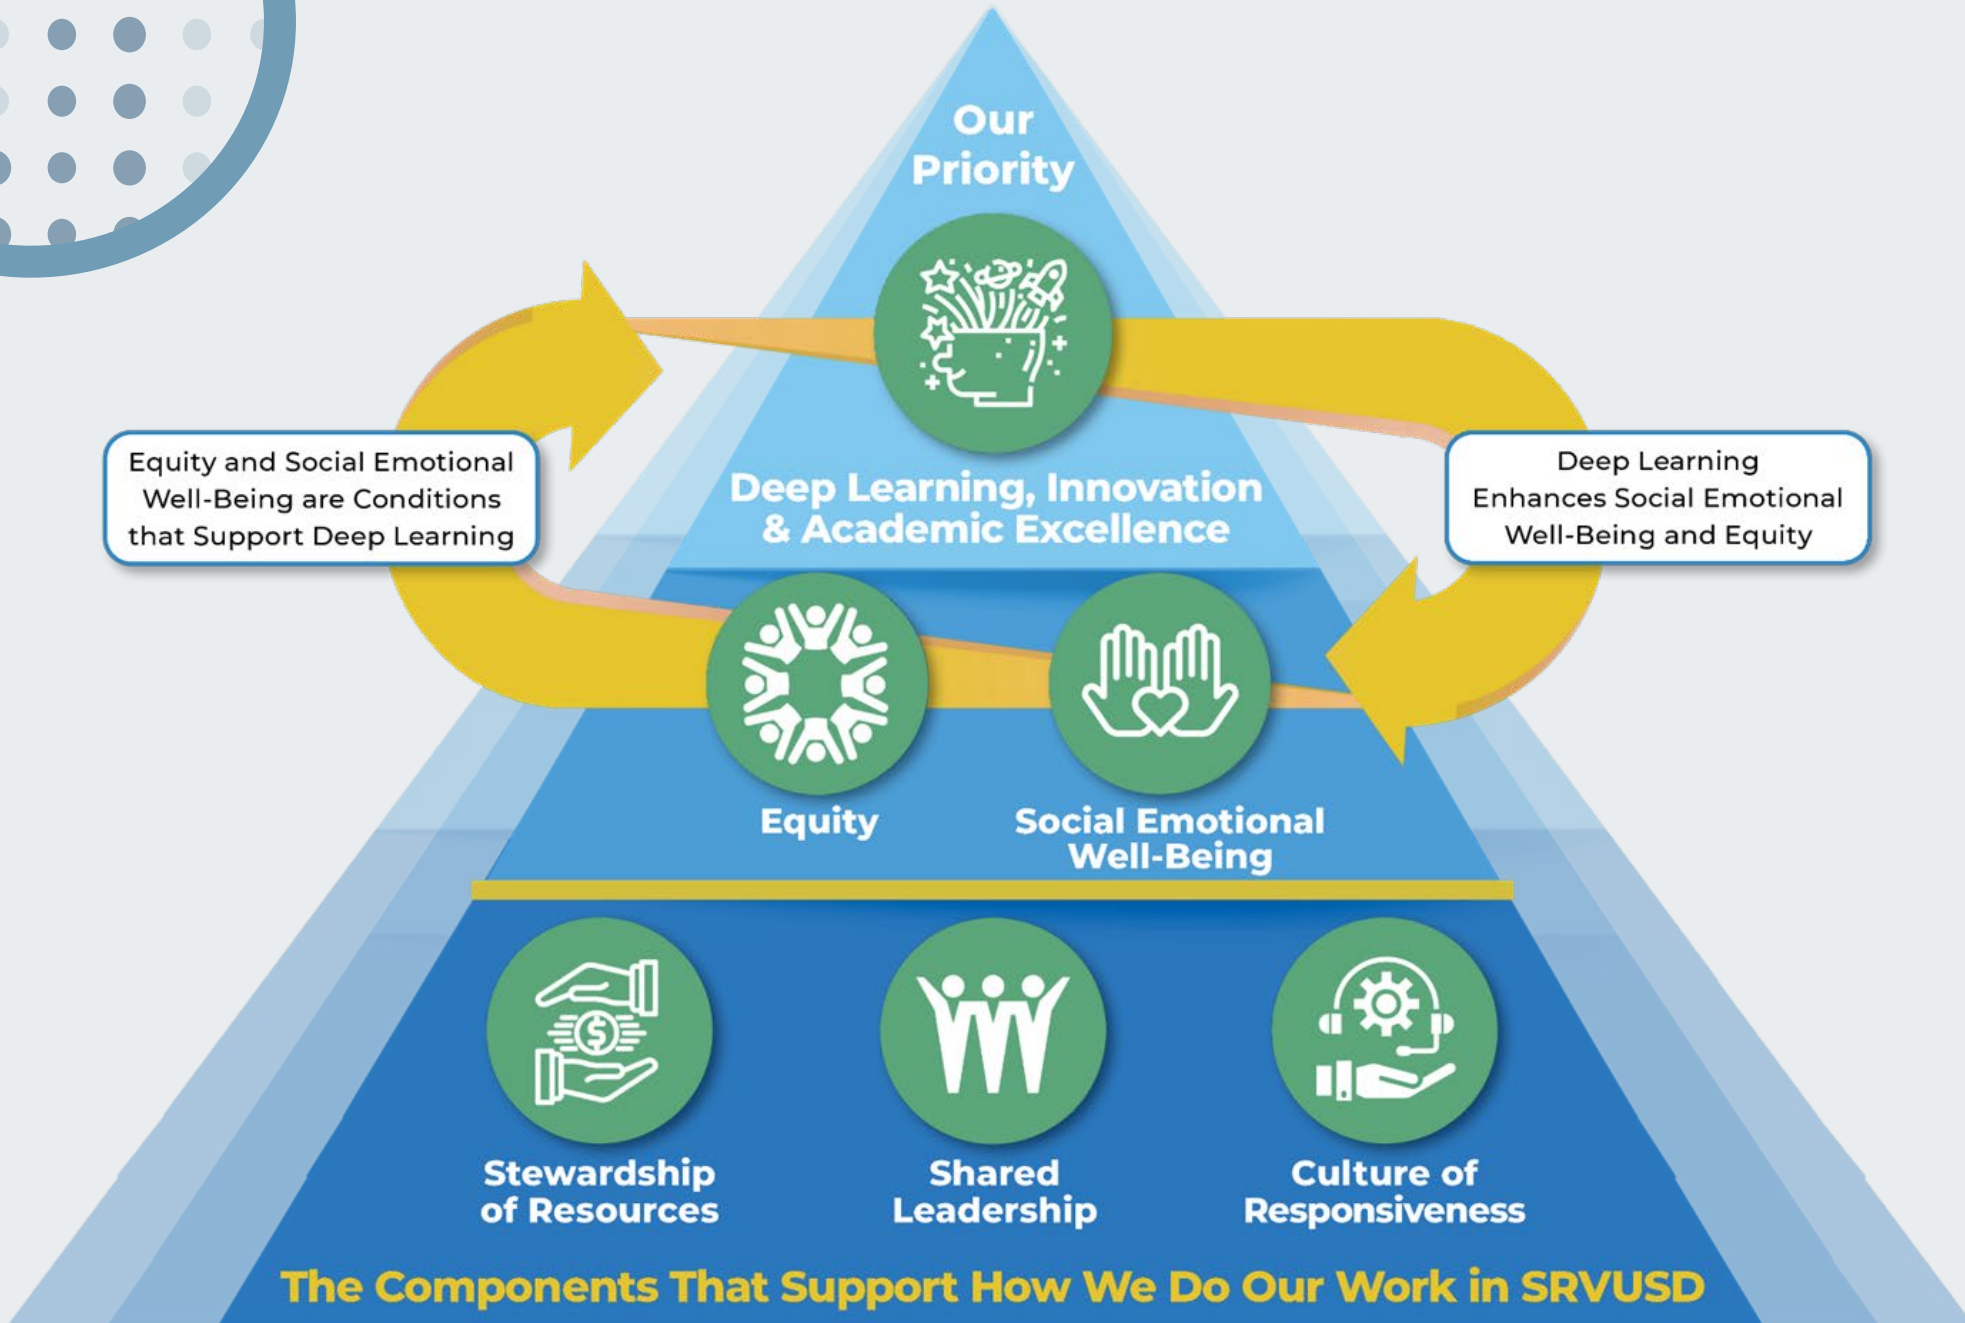 Our
Priority
Equity and Social Emotional
Well-Being are Conditions
that Support Deep Learning
Deep Learning
Enhances Social Emotional
Well-Being and Equity
Deep Learning, Innovation
& Academic Excellence
Equity
Social Emotional
Well-Being
Stewardship
of Resources
Shared
Leadership
Culture of
Responsiveness
The Components That Support How We Do Our Work in SRVUSD